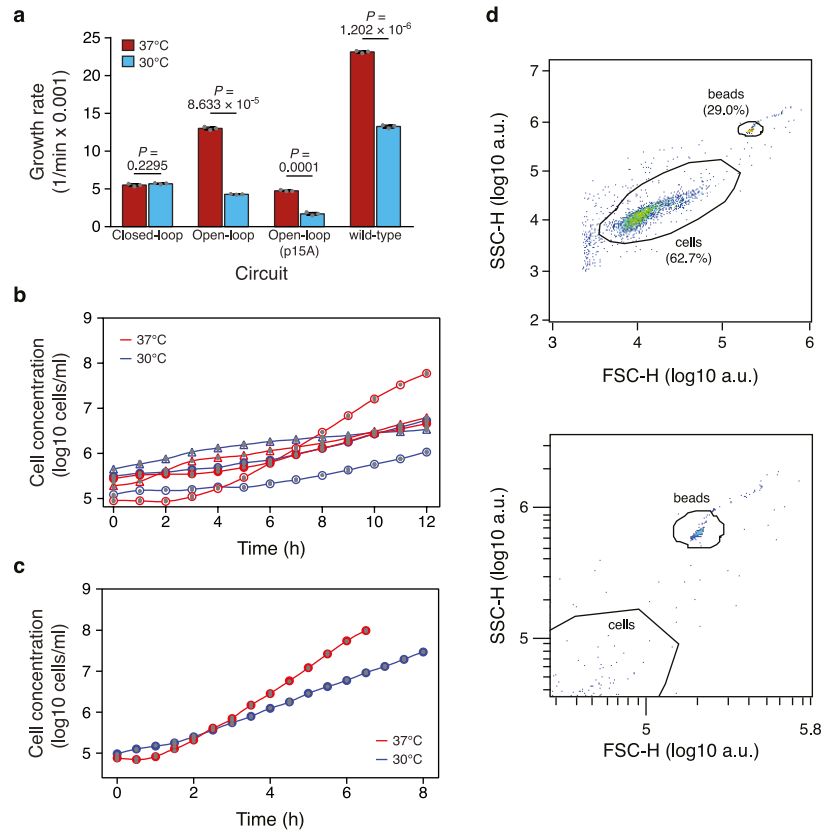 a
37°C
30°C
Growth rate
(1/min x 0.001)
25
20
15
10
5
0
P =
0.2295
P =
8.633 × 10-5
P =
0.0001
P =
1.202 × 10-6
Closed-loop
Open-loop
Open-loop
(p15A)
wild-type
Circuit
b
Cell concentration
(log10 cells/ml)
9
8
7
6
5
37°C
30°C
0 2 4 6 8 10 12
Time (h)
c
Cell concentration
(log10 cells/ml)
9
8
7
6
5
37°C
30°C
0 2 4 6 8
Time (h)
d
SSC-H (log10 a.u.)
7
6
5
4
3
2
beads
(29.0%)
cells
(62.7%)
3 4 5 6
FSC-H (log10 a.u.)
SSC-H (log10 a.u.)
6
5
beads
cells
5 5.8
FSC-H (log10 a.u.)